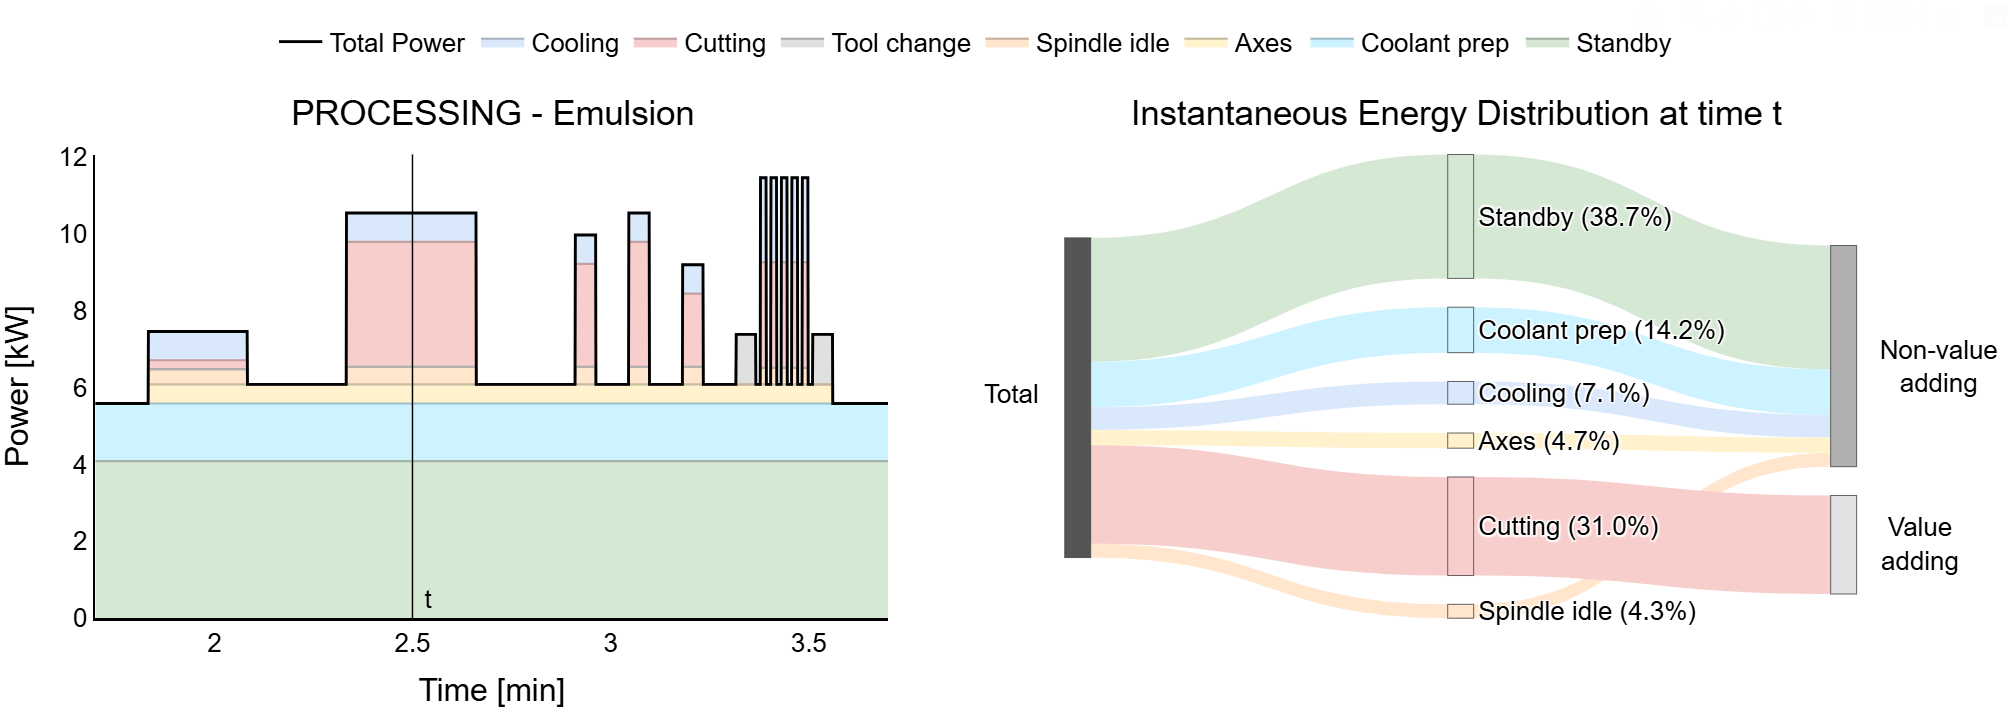 Total Power Cooling Cutting Tool change Spindle idle Axes Coolant prep Standby
PROCESSING - Emulsion
12
10
8
6
4
2
0
Power [kW]
t
2 2.5 3 3.5
Time [min]
Instantaneous Energy Distribution at time t
Total
Standby (38.7%)
Coolant prep (14.2%)
Cooling (7.1%)
Axes (4.7%)
Cutting (31.0%)
Spindle idle (4.3%)
Non-value
adding
Value
adding